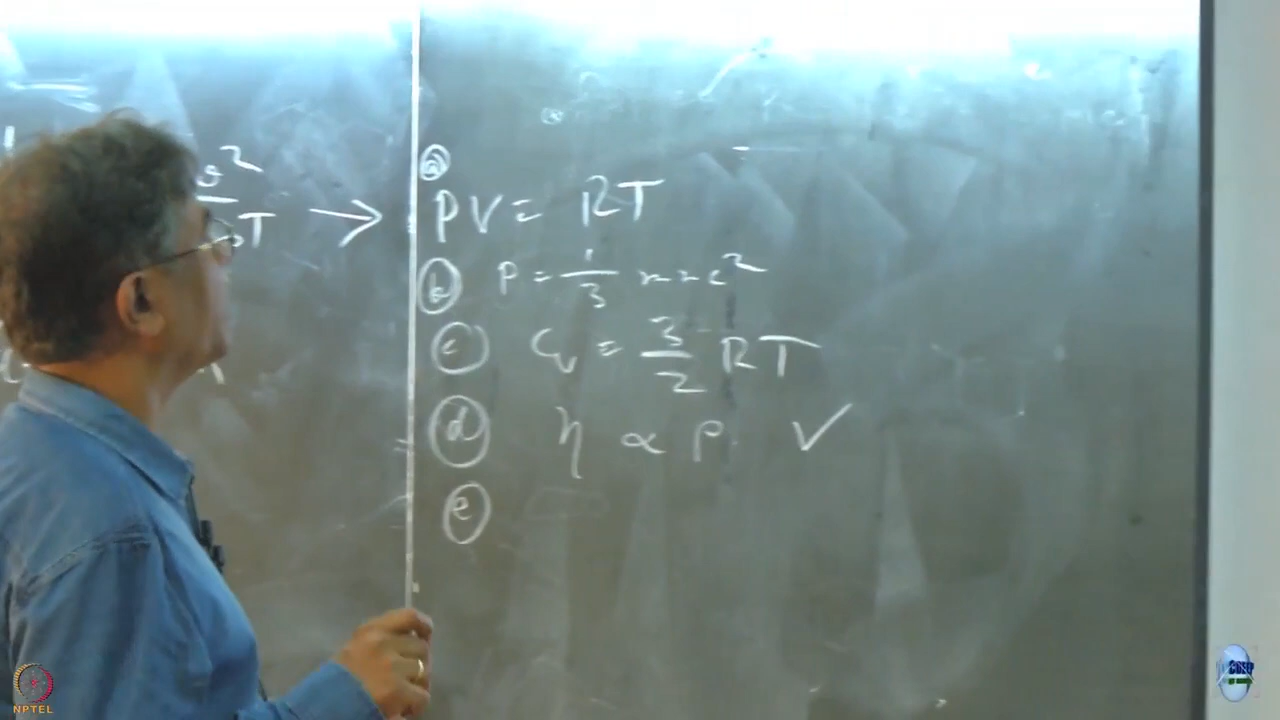 (a)
PV = RT
(b) P = 1/3 mnc²
(c) Cv = 3/2 RT
(d) η ∝ ρ ✓
(e)
→
NPTEL